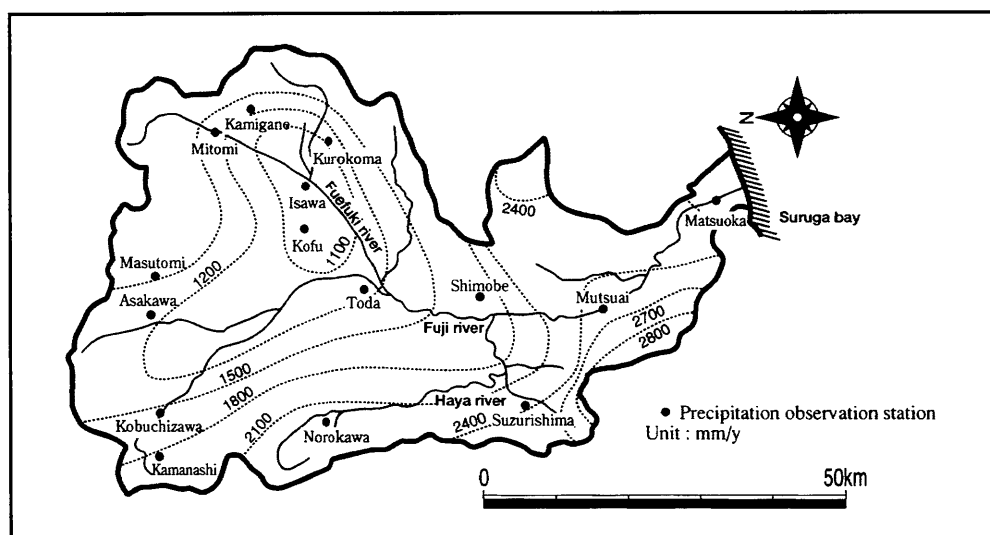 Kamigane
Mitomi
Kurokoma
N
Isawa
Fuefuki river
2400
Matsuoka
Suruga bay
Kofu
1100
Masutomi
1200
Asakawa
Toda
Shimobe
Mutsuai
Fuji river
2700
2800
1500
1800
Haya river
Kobuchizawa
2100
Norokawa
2400
Suzurishima
Kamanashi
Precipitation observation station
Unit : mm/y
0
50km